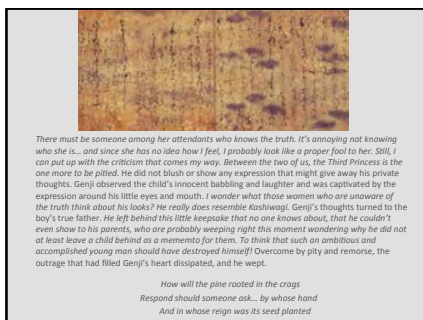 There must be someone among her attendants who knows the truth. It's annoying not knowing
who she is... and since she has no idea how I feel, I probably look like a proper fool to her. Still, I
can put up with the criticism that comes my way. Between the two of us, the Third Princess is the
one more to be pitied. He did not blush or show any expression that might give away his private
thoughts. Genji observed the child's innocent babbling and laughter and was captivated by the
expression around his little eyes and mouth. I wonder what those women who are unaware of
the truth think about his looks? He really does resemble Kashiwagi. Genji's thoughts turned to the
boy's true father. He left behind this little keepsake that no one knows about, that he couldn't
even show to his parents, who are probably weeping right this moment wondering why he did not
at least leave a child behind as a memento for them. To think that such an ambitious and
accomplished young man should have destroyed himself! Overcome by pity and remorse, the
outrage that had filled Genji's heart dissipated, and he wept.
How will the pine rooted in the crags
Respond should someone ask... by whose hand
And in whose reign was its seed planted